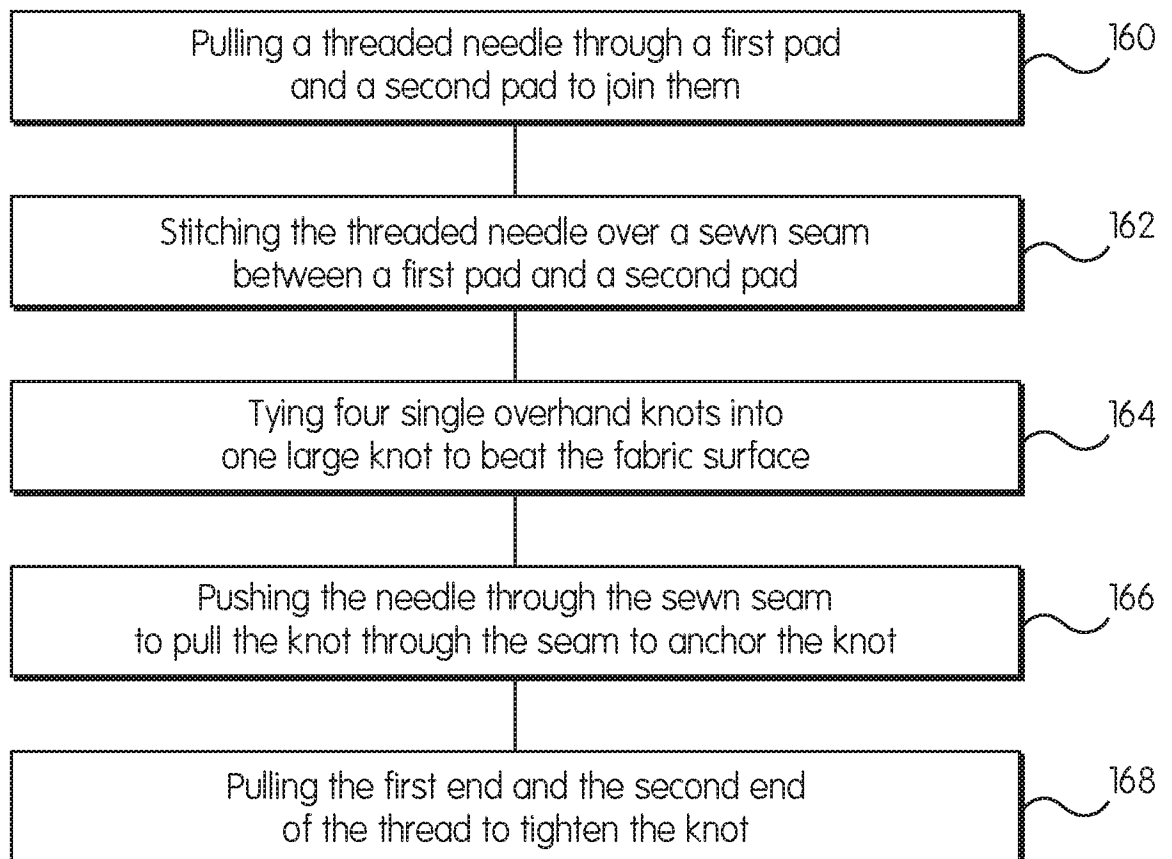 Pulling a threaded needle through a first pad
and a second pad to join them
160
Stitching the threaded needle over a sewn seam
between a first pad and a second pad
162
Tying four single overhand knots into
one large knot to beat the fabric surface
164
Pushing the needle through the sewn seam
to pull the knot through the seam to anchor the knot
166
Pulling the first end and the second end
of the thread to tighten the knot
168